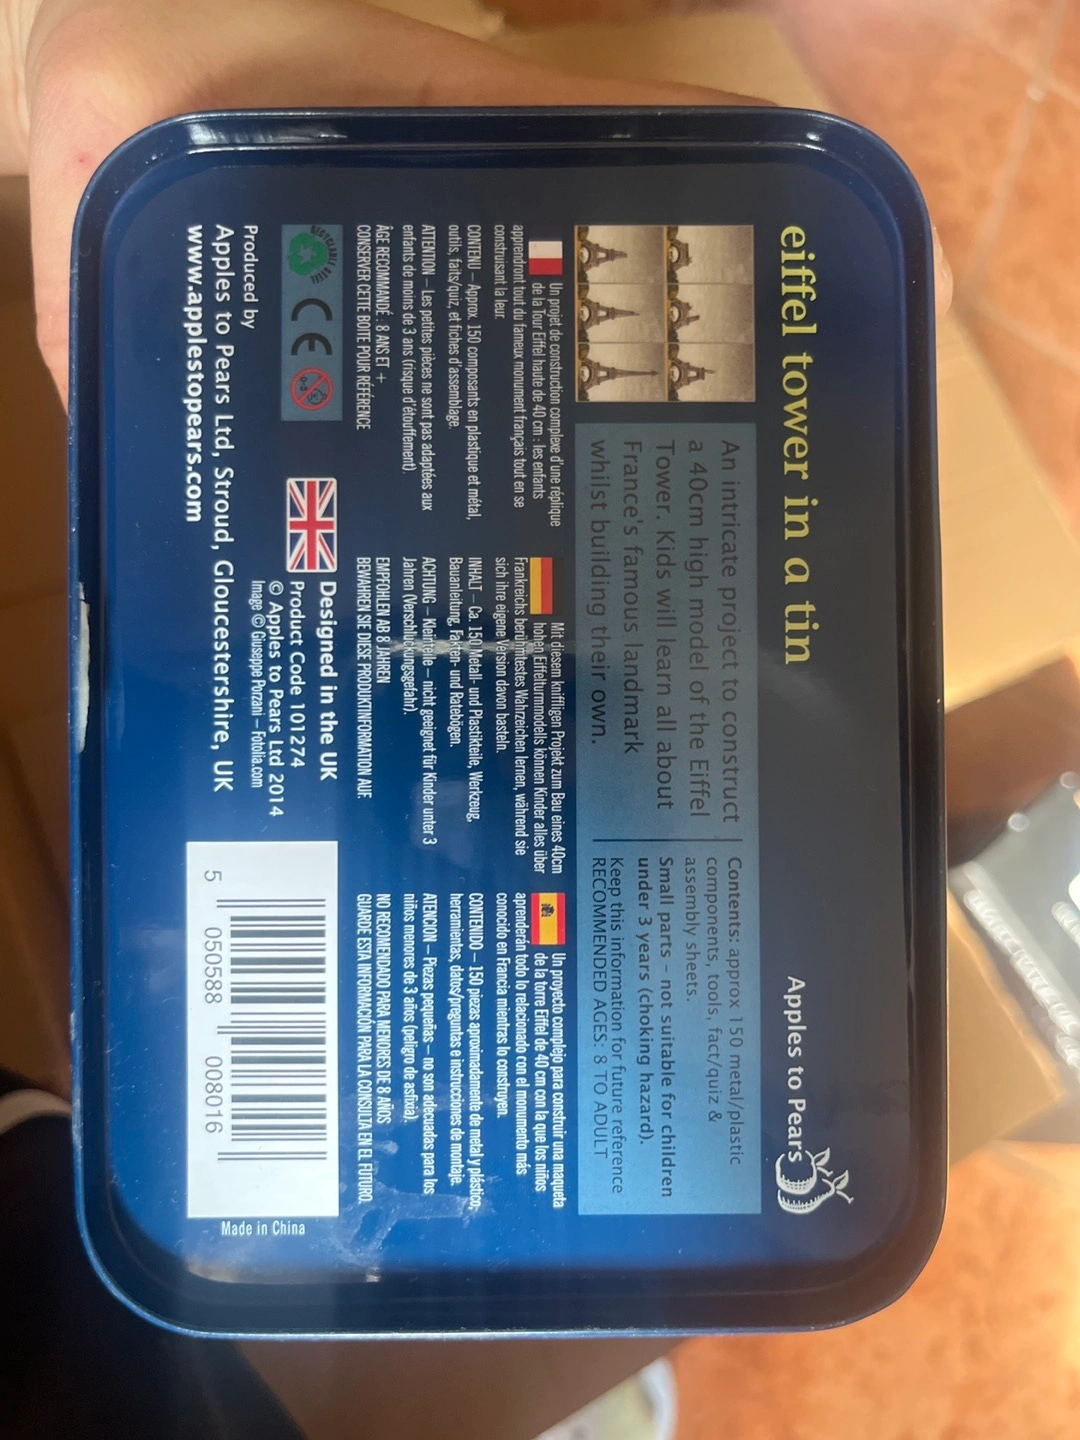 eiffel tower in a tin
Apples to Pears
An intricate project to construct
a 40cm high model of the Eiffel
Tower. Kids will learn all about
France's famous landmark
whilst building their own.
Contents: approx 150 metal/plastic
components, tools, fact/quiz &
assembly sheets.
Small parts – not suitable for children
under 3 years (choking hazard).
Keep this information for future reference
RECOMMENDED AGES: 8 TO ADULT
Un projet de construction complexe d'une réplique
de la Tour Eiffel haute de 40 cm : les enfants
apprendront tout du fameux monument français tout en se
construisant la leur.
CONTENU – Approx. 150 composants en plastique et métal,
outils, faits/quiz, et fiches d'assemblage.
ATTENTION – Les petites pièces ne sont pas adaptées aux
enfants de moins de 3 ans (risque d'étouffement).
ÂGE RECOMMANDÉ : 8 ANS ET +
CONSERVER CETTE BOITE POUR RÉFÉRENCE
Mit diesem kniffligen Projekt zum Bau eines 40cm
hohen Eiffelturmmodells können Kinder alles über
Frankreichs berühmtestes Wahrzeichen lernen, während sie
sich ihre eigene Version davon basteln.
INHALT – Ca. 150 Metall- und Plastikteile, Werkzeug,
Bauanleitung, Fakten- und Ratebögen.
ACHTUNG – Kleinteile – nicht geeignet für Kinder unter 3
Jahren (Verschluckungsgefahr).
EMPFOHLEN AB 8 JAHREN
BEWAHREN SIE DIESE PRODUKTINFORMATION AUF.
Un proyecto complejo para construir una maqueta
de la torre Eiffel de 40 cm con la que los niños
aprenderán todo lo relacionado con el monumento más
conocido en Francia mientras lo construyen.
CONTENIDO – 150 piezas aproximadamente de metal y plástico,
herramientas, datos/preguntas e instrucciones de montaje.
ATENCION – Piezas pequeñas – no son adecuadas para los
niños menores de 3 años (peligro de asfixia).
NO RECOMENDADO PARA MENORES DE 8 AÑOS
GUARDE ESTA INFORMACIÓN PARA LA CONSULTA EN EL FUTURO.
RECYCLABLE STEEL
CE
0-3
Designed in the UK
Product Code 101274
© Apples to Pears Ltd 2014
Image © Giuseppe Porzani – Fotolia.com
Produced by
Apples to Pears Ltd, Stroud, Gloucestershire, UK
www.applestopears.com
5 050588 008016
Made in China